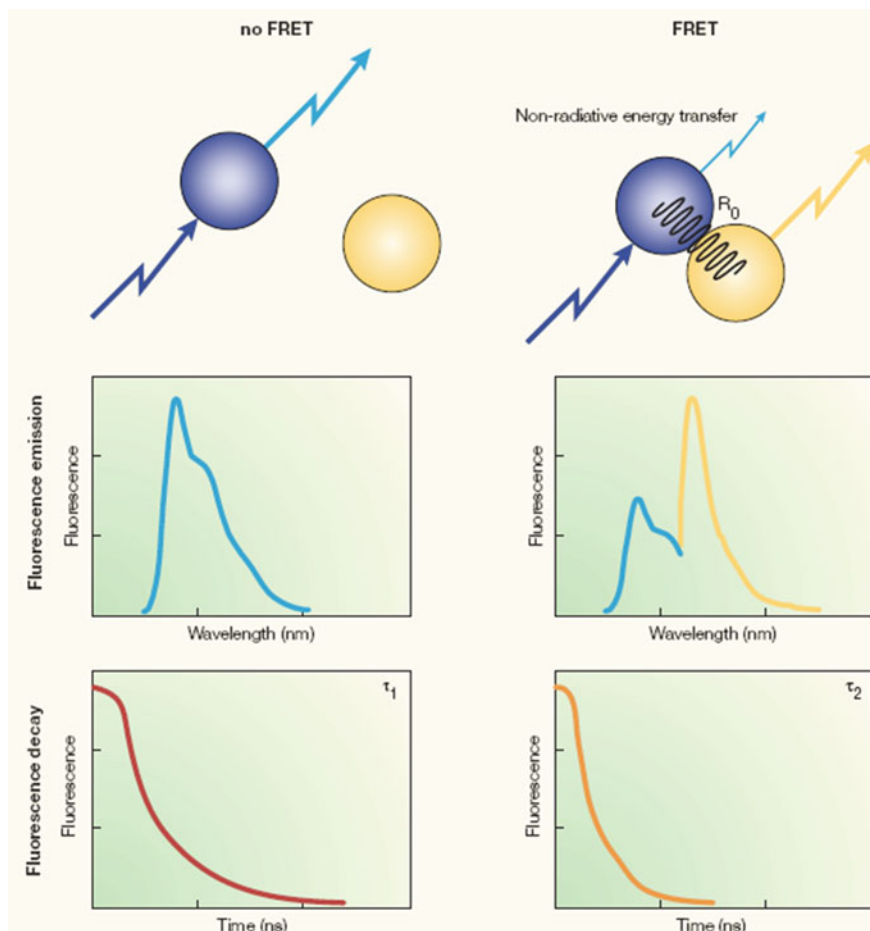 no FRET
FRET
Non-radiative energy transfer
R0
Fluorescence emission
Fluorescence
Wavelength (nm)
Fluorescence
Wavelength (nm)
Fluorescence decay
Fluorescence
τ1
Time (ns)
Fluorescence
τ2
Time (ns)